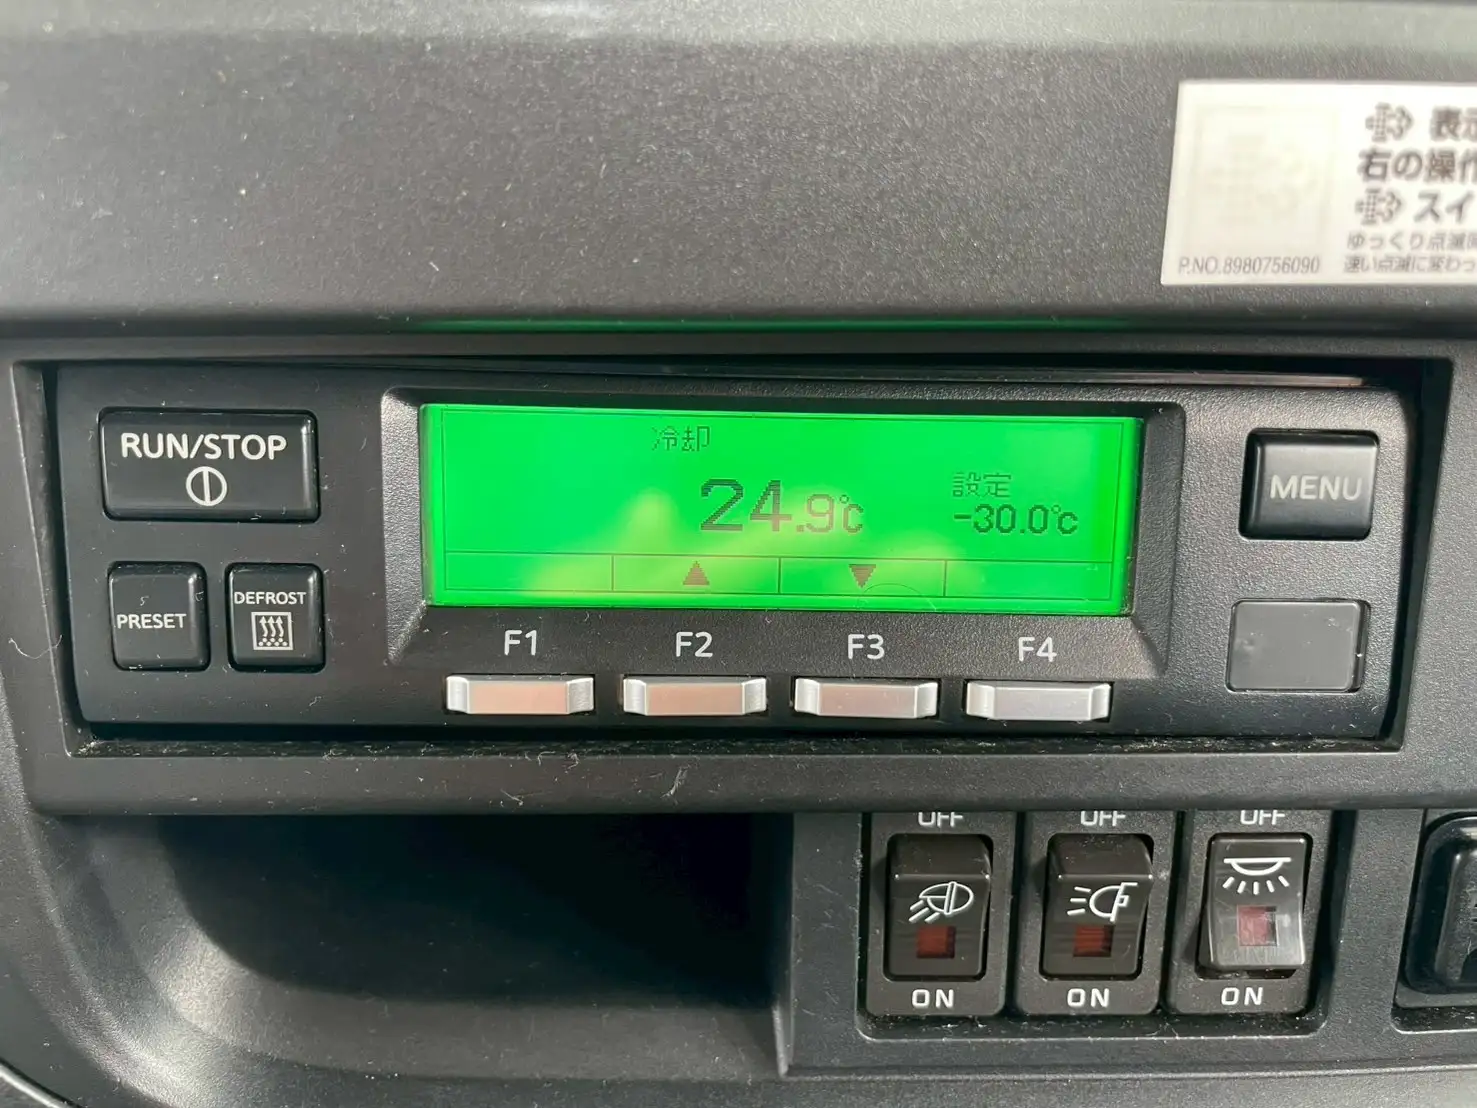 表示
右の操作
スイ
ゆっくり点滅
P.NO.8980756090
速い点滅に変わっ
RUN/STOP
冷却
24.9℃
設定
-30.0℃
MENU
PRESET
DEFROST
F1 F2 F3 F4
OFF OFF OFF
ON ON ON